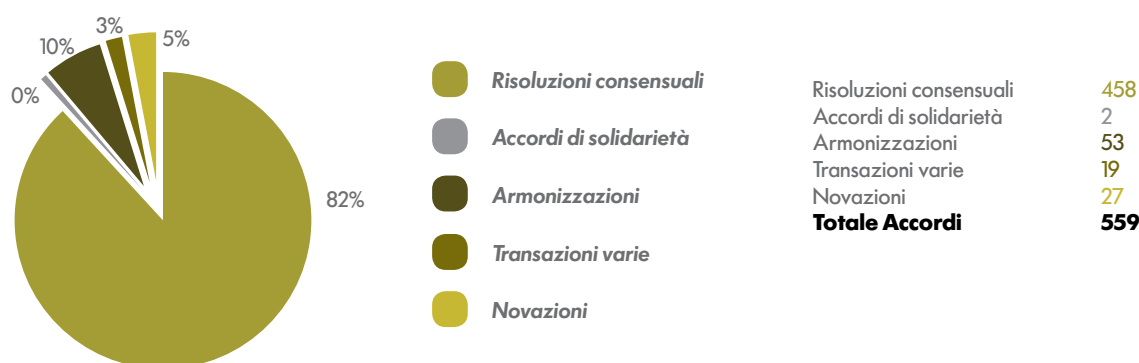 3%
5%
10%
0%
82%
Risoluzioni consensuali
Accordi di solidarietà
Armonizzazioni
Transazioni varie
Novazioni
Risoluzioni consensuali 458
Accordi di solidarietà 2
Armonizzazioni 53
Transazioni varie 19
Novazioni 27
Totale Accordi 559